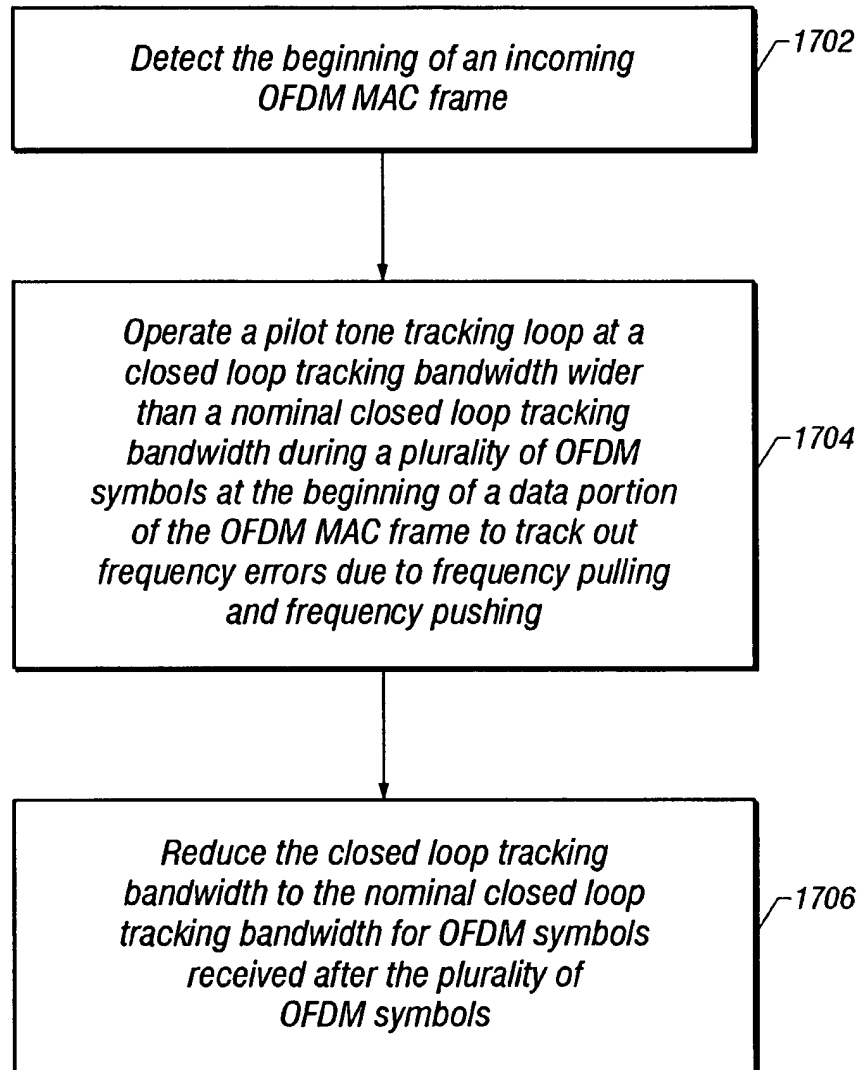 Detect the beginning of an incoming
OFDM MAC frame
1702
Operate a pilot tone tracking loop at a
closed loop tracking bandwidth wider
than a nominal closed loop tracking
bandwidth during a plurality of OFDM
symbols at the beginning of a data portion
of the OFDM MAC frame to track out
frequency errors due to frequency pulling
and frequency pushing
1704
Reduce the closed loop tracking
bandwidth to the nominal closed loop
tracking bandwidth for OFDM symbols
received after the plurality of
OFDM symbols
1706